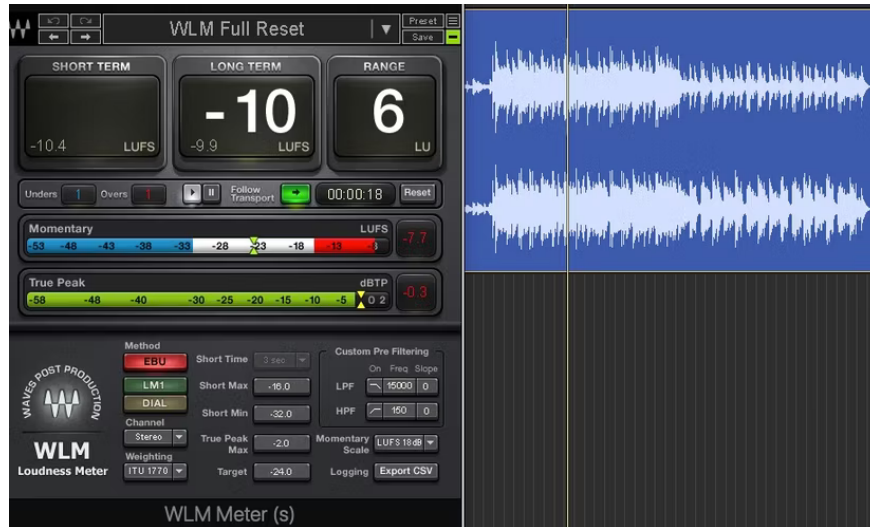 WLM Full Reset
Preset
Save
SHORT TERM
LONG TERM
RANGE
-10
6
-10.4 LUFS
-9.9 LUFS
LU
Unders 1 Overs 1 Follow Transport 00:00:18 Reset
Momentary LUFS
-53 -48 -43 -38 -33 -28 -23 -18 -13 -8
-7.7
True Peak dBTP
-58 -48 -40 -30 -25 -20 -15 -10 -5 0 2
-0.3
Method
EBU
LM1
DIAL
Channel
Stereo
Weighting
ITU 1770
Short Time 3 sec
Short Max -16.0
Short Min -32.0
True Peak Max -2.0
Target -24.0
Custom Pre Filtering
On Freq Slope
LPF 15000 0
HPF 150 0
Momentary Scale LUFS 18dB
Logging Export CSV
WAVES POST PRODUCTION
WLM
Loudness Meter
WLM Meter (s)